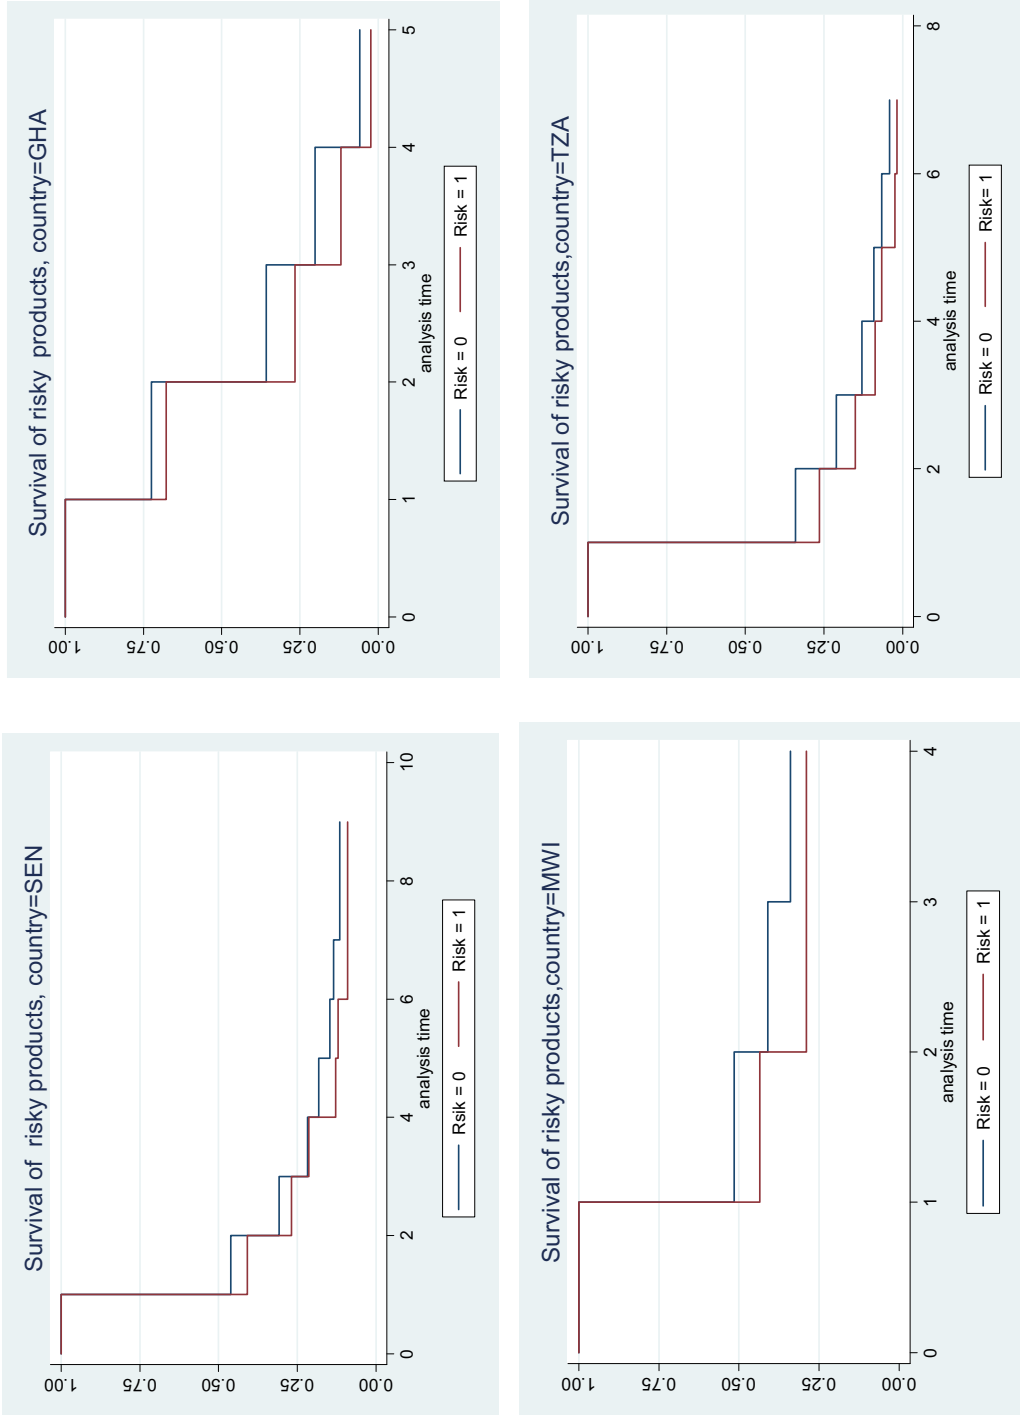 Survival of  risky products, country=SEN
1.00
0.75
0.50
0.25
0.00
0 2 4 6 8 10
analysis time
Rsik = 0 Risk = 1
Survival of risky  products, country=GHA
1.00
0.75
0.50
0.25
0.00
0 1 2 3 4 5
analysis time
Risk = 0 Risk = 1
Survival of risky products,country=MWI
1.00
0.75
0.50
0.25
0.00
0 1 2 3 4
analysis time
Risk = 0 Risk = 1
Survival of risky products,country=TZA
1.00
0.75
0.50
0.25
0.00
0 2 4 6 8
analysis time
Risk = 0 Risk= 1